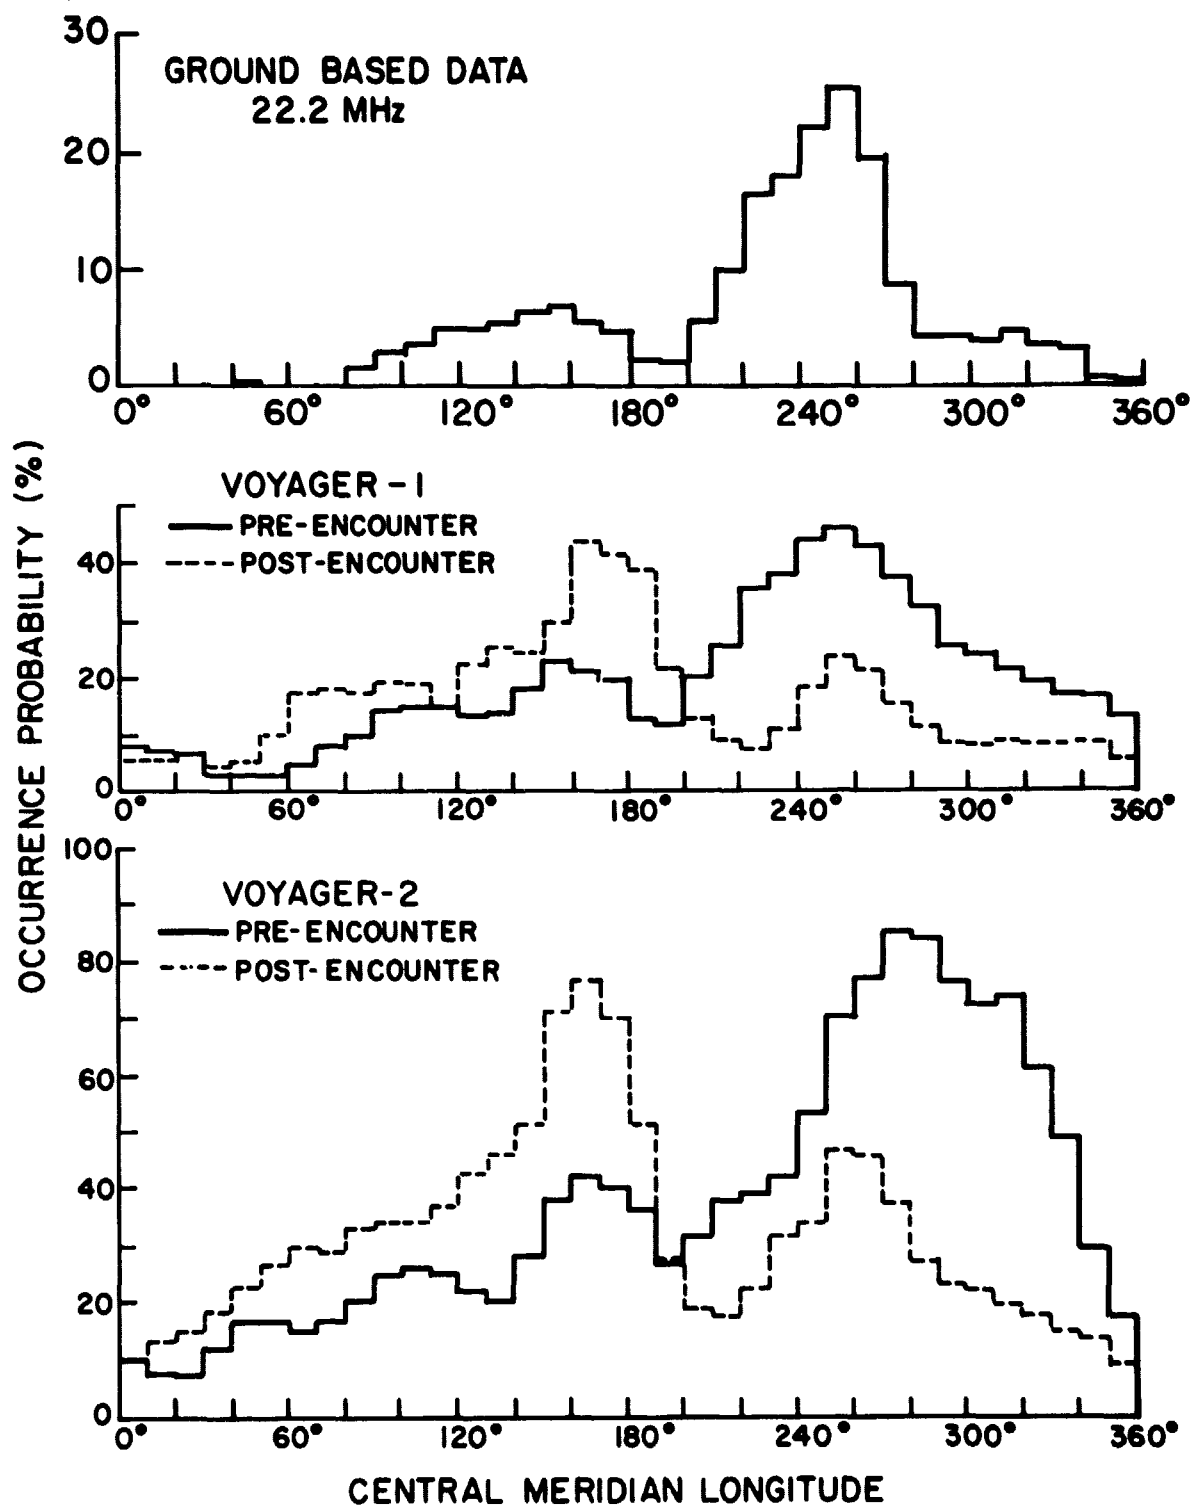 30
GROUND BASED DATA
22.2 MHz
20
10
0
0° 60° 120° 180° 240° 300° 360°
OCCURRENCE PROBABILITY (%)
VOYAGER-1
PRE-ENCOUNTER
POST-ENCOUNTER
40
20
0
0° 60° 120° 180° 240° 300° 360°
100
VOYAGER-2
PRE-ENCOUNTER
POST-ENCOUNTER
80
60
40
20
0
0° 60° 120° 180° 240° 300° 360°
CENTRAL MERIDIAN LONGITUDE